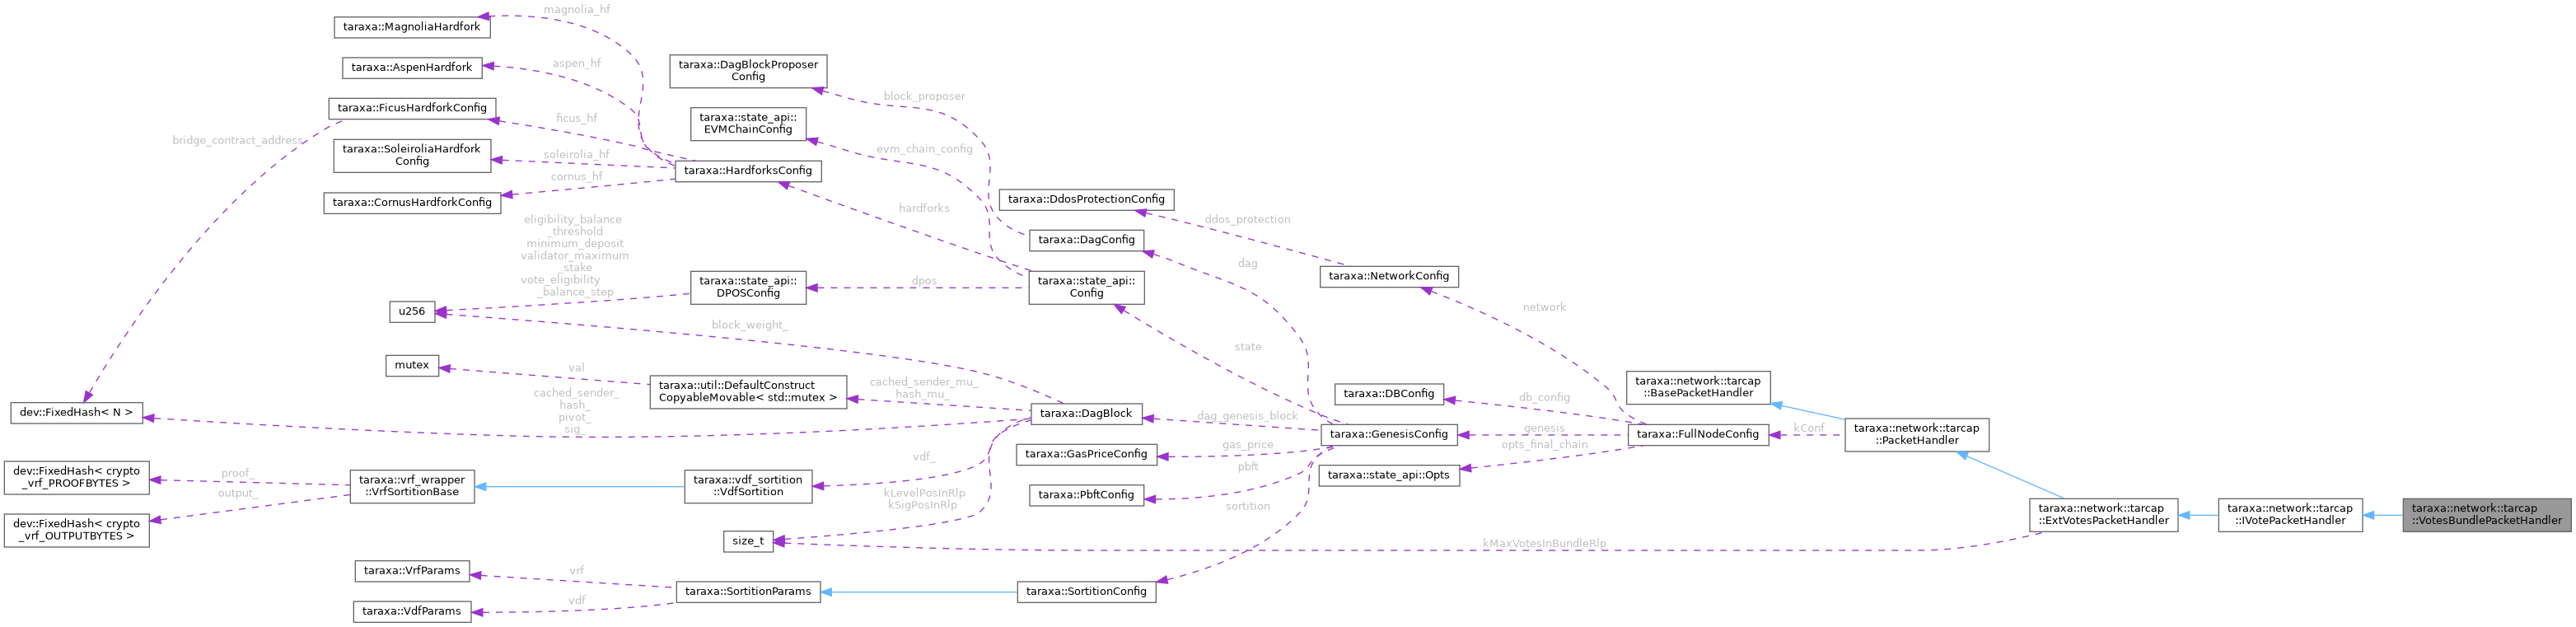 magnolia_hf
taraxa::MagnoliaHardfork
aspen_hf
taraxa::AspenHardfork
taraxa::DagBlockProposer
Config
block_proposer
taraxa::FicusHardforkConfig
ficus_hf
taraxa::state_api::
EVMChainConfig
bridge_contract_address
taraxa::SoleiroliaHardfork
Config
soleirolia_hf
evm_chain_config
taraxa::HardforksConfig
cornus_hf
taraxa::CornusHardforkConfig
taraxa::DdosProtectionConfig
hardforks
ddos_protection
eligibility_balance
_threshold
minimum_deposit
validator_maximum
_stake
vote_eligibility
_balance_step
taraxa::DagConfig
dag
taraxa::NetworkConfig
taraxa::state_api::
DPOSConfig
dpos
taraxa::state_api::
Config
u256
network
block_weight_
state
mutex
val
taraxa::util::DefaultConstruct
CopyableMovable< std::mutex >
cached_sender_mu_
hash_mu_
taraxa::DBConfig
db_config
taraxa::network::tarcap
::BasePacketHandler
cached_sender_
hash_
pivot_
sig_
dev::FixedHash< N >
taraxa::DagBlock
dag_genesis_block
taraxa::GenesisConfig
genesis
taraxa::FullNodeConfig
kConf
taraxa::network::tarcap
::PacketHandler
gas_price
opts_final_chain
taraxa::GasPriceConfig
vdf_
pbft
taraxa::state_api::Opts
dev::FixedHash< crypto
_vrf_PROOFBYTES >
proof_
output_
taraxa::vrf_wrapper
::VrfSortitionBase
taraxa::vdf_sortition
::VdfSortition
kLevelPosInRlp
kSigPosInRlp
taraxa::PbftConfig
sortition
dev::FixedHash< crypto
_vrf_OUTPUTBYTES >
taraxa::network::tarcap
::ExtVotesPacketHandler
taraxa::network::tarcap
::IVotePacketHandler
taraxa::network::tarcap
::VotesBundlePacketHandler
size_t
kMaxVotesInBundleRlp
taraxa::VrfParams
vrf
taraxa::SortitionParams
taraxa::SortitionConfig
vdf
taraxa::VdfParams